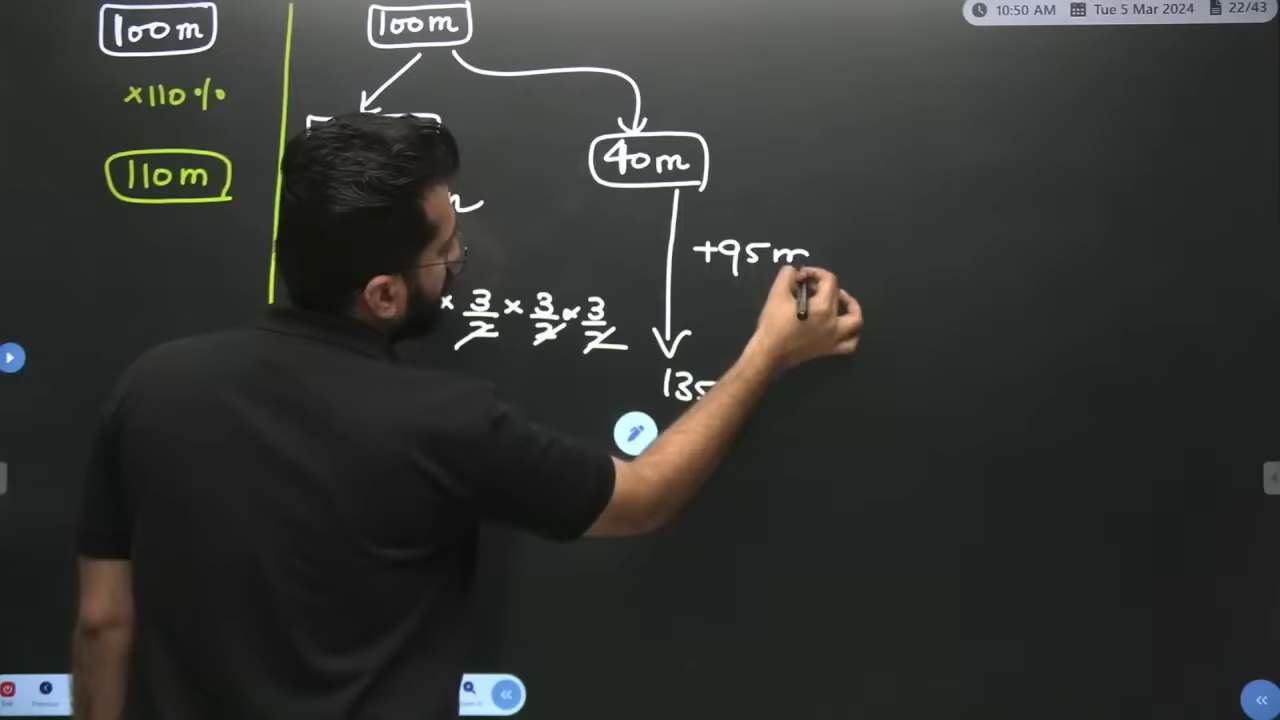 10:50 AM Tue 5 Mar 2024 22/43
100m
×110%
110m
100m
40m
+95m
× 3/2 × 3/2 × 3/2
135